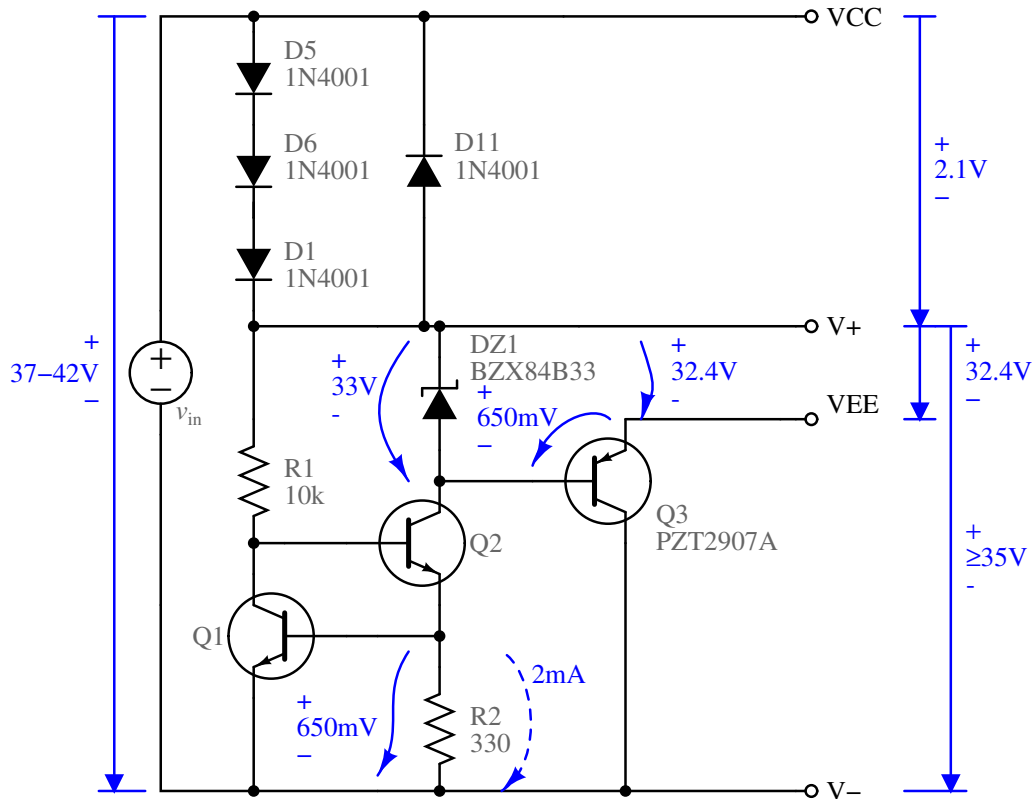 VCC
D5
1N4001
D6
1N4001
D11
1N4001
+
2.1V
−
D1
1N4001
V+
+
37−42V
−
+
−
vin
+
33V
-
DZ1
BZX84B33
+
650mV
−
+
32.4V
-
+
32.4V
−
VEE
R1
10k
Q2
Q3
PZT2907A
+
≥35V
-
Q1
+
650mV
−
2mA
R2
330
V−